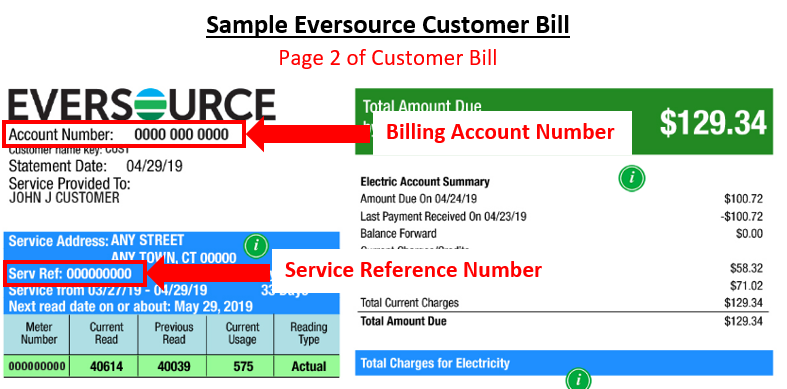 Sample Eversource Customer Bill
Page 2 of Customer Bill
EVERSOURCE
Account Number: 0000 000 0000
Customer name key: CUST
Statement Date: 04/29/19
Service Provided To:
JOHN J CUSTOMER
Billing Account Number
Total Amount Due
$129.34
Electric Account Summary
Amount Due On 04/24/19 $100.72
Last Payment Received On 04/23/19 -$100.72
Balance Forward $0.00
$58.32
$71.02
Total Current Charges $129.34
Total Amount Due $129.34
Service Address: ANY STREET
ANY TOWN, CT 00000
Serv Ref: 000000000
Service from 03/27/19 - 04/29/19 33 Days
Next read date on or about: May 29, 2019
Service Reference Number
Meter Number Current Read Previous Read Current Usage Reading Type
000000000 40614 40039 575 Actual
Total Charges for Electricity